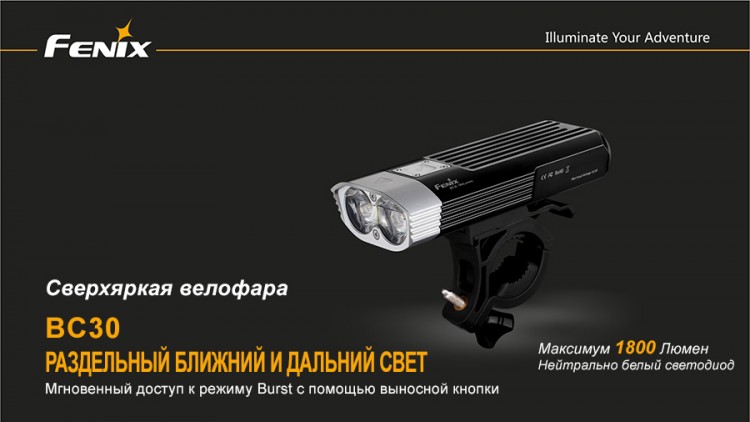 FENIX
Illuminate Your Adventure
FENIX
Сверхяркая велофара
BC30
РАЗДЕЛЬНЫЙ БЛИЖНИЙ И ДАЛЬНИЙ СВЕТ
Мгновенный доступ к режиму Burst с помощью выносной кнопки
Максимум 1800 Люмен
Нейтрально белый светодиод